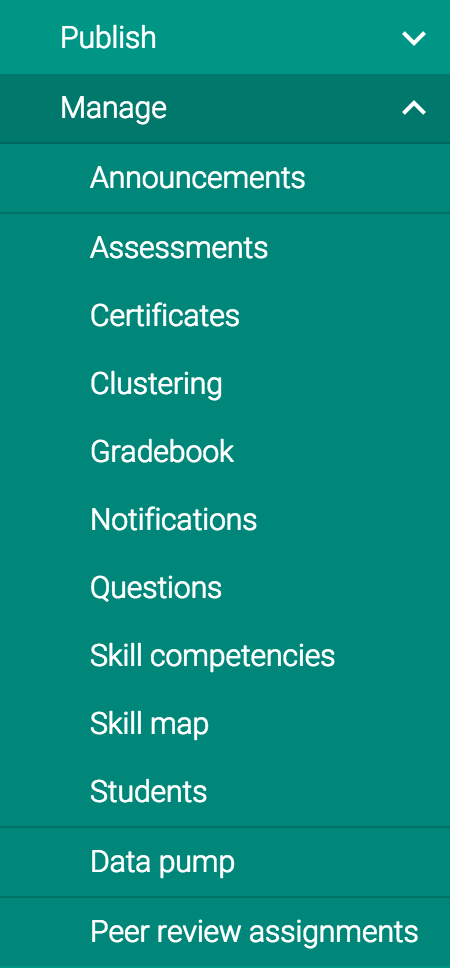 Publish
Manage
Announcements
Assessments
Certificates
Clustering
Gradebook
Notifications
Questions
Skill competencies
Skill map
Students
Data pump
Peer review assignments